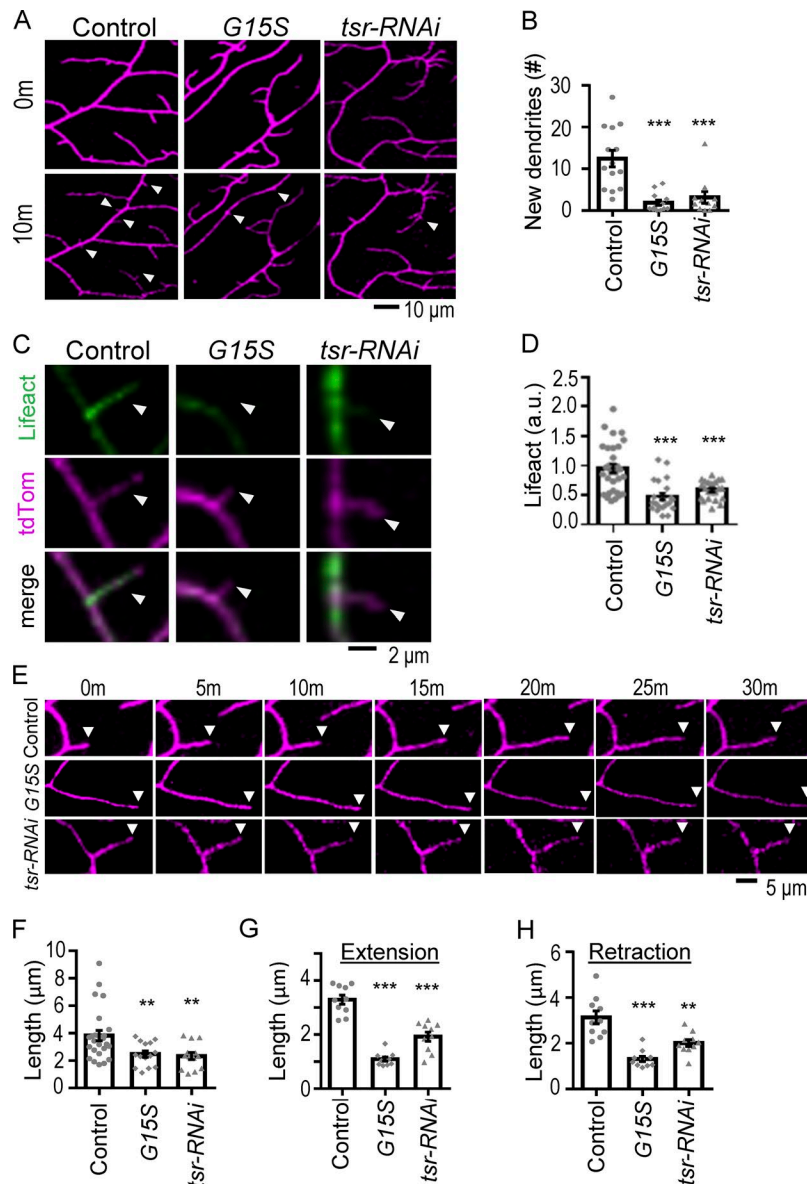 A
Control
G15S
tsr-RNAi
0m
10m
10 µm
B
New dendrites (#)
30
20
10
0
***
***
Control
G15S
tsr-RNAi
C
Control
G15S
tsr-RNAi
Lifeact
tdTom
merge
2 µm
D
Lifeact (a.u.)
2.5
2.0
1.5
1.0
0.5
0.0
***
***
Control
G15S
tsr-RNAi
E
0m 5m 10m 15m 20m 25m 30m
Control
G15S
tsr-RNAi
5 µm
F
Length (µm)
10
8
6
4
2
0
**
**
Control
G15S
tsr-RNAi
G
Extension
Length (µm)
4
2
0
***
***
Control
G15S
tsr-RNAi
H
Retraction
Length (µm)
6
4
2
0
***
**
Control
G15S
tsr-RNAi